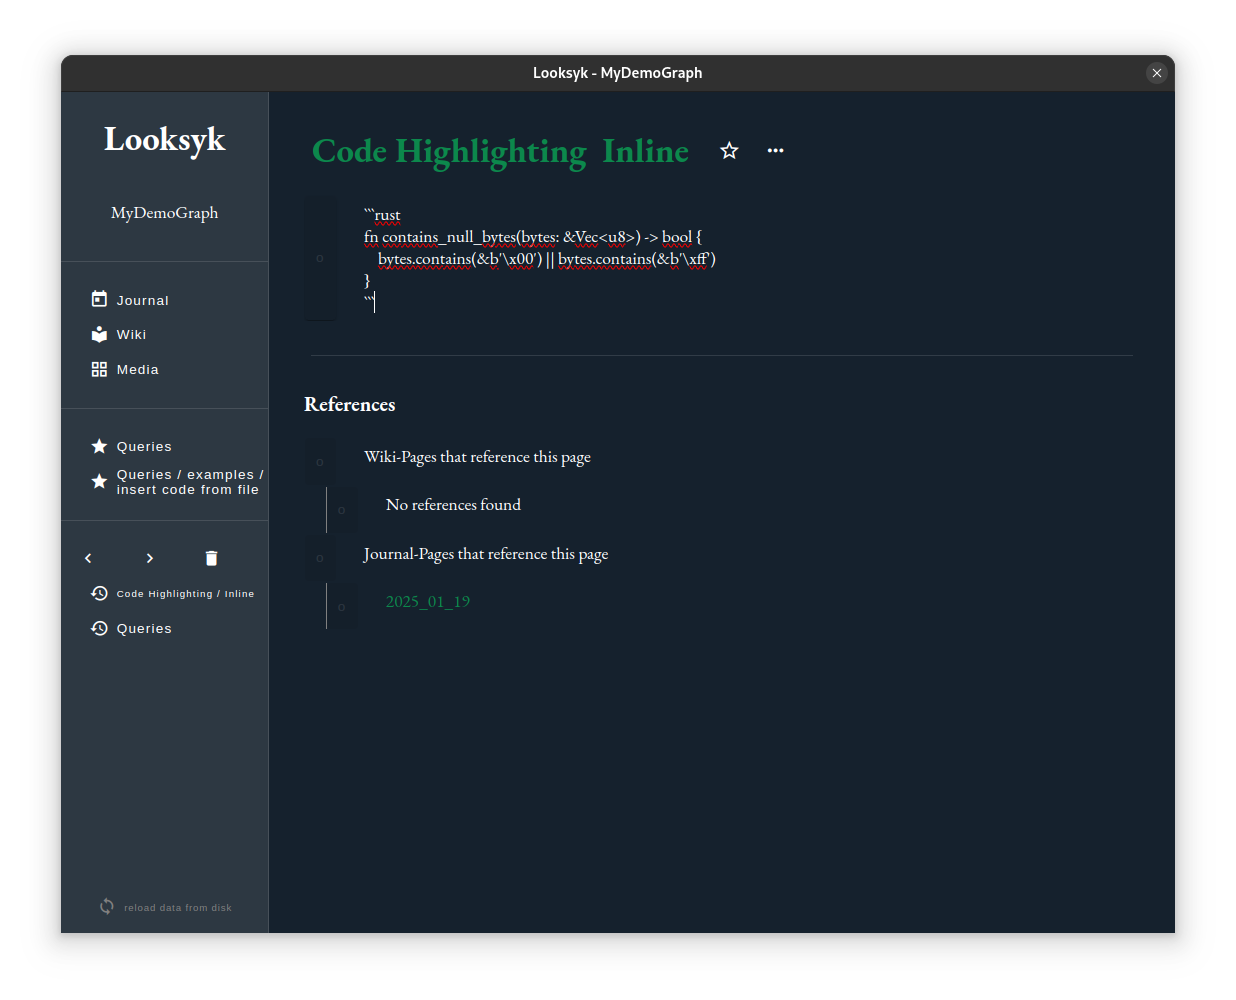 Looksyk - MyDemoGraph
Looksyk
MyDemoGraph
Journal
Wiki
Media
Queries
Queries / examples /
insert code from file
Code Highlighting / Inline
Queries
reload data from disk
Code Highlighting  Inline
```rust
fn contains_null_bytes(bytes: &Vec<u8>) -> bool {
    bytes.contains(&b'\x00') || bytes.contains(&b'\xff')
}
```
References
Wiki-Pages that reference this page
No references found
Journal-Pages that reference this page
2025_01_19